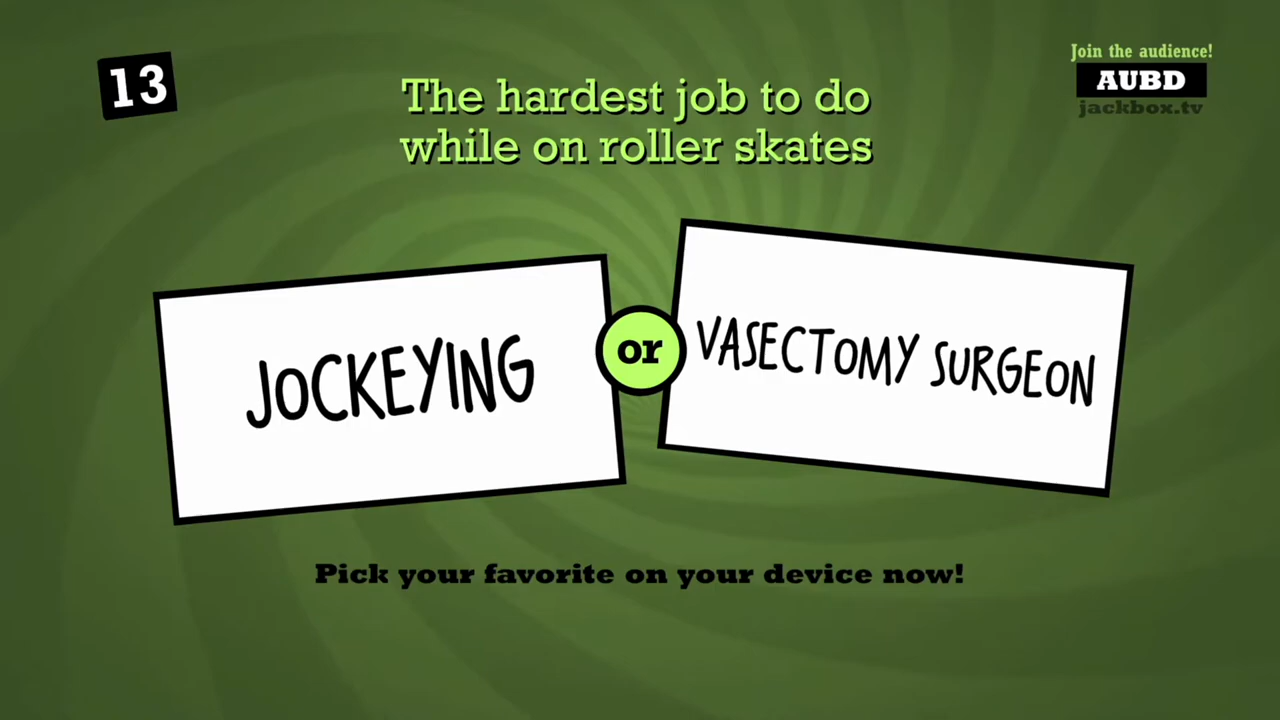 13
Join the audience!
AUBD
jackbox.tv
The hardest job to do
while on roller skates
JOCKEYING
or
VASECTOMY SURGEON
Pick your favorite on your device now!